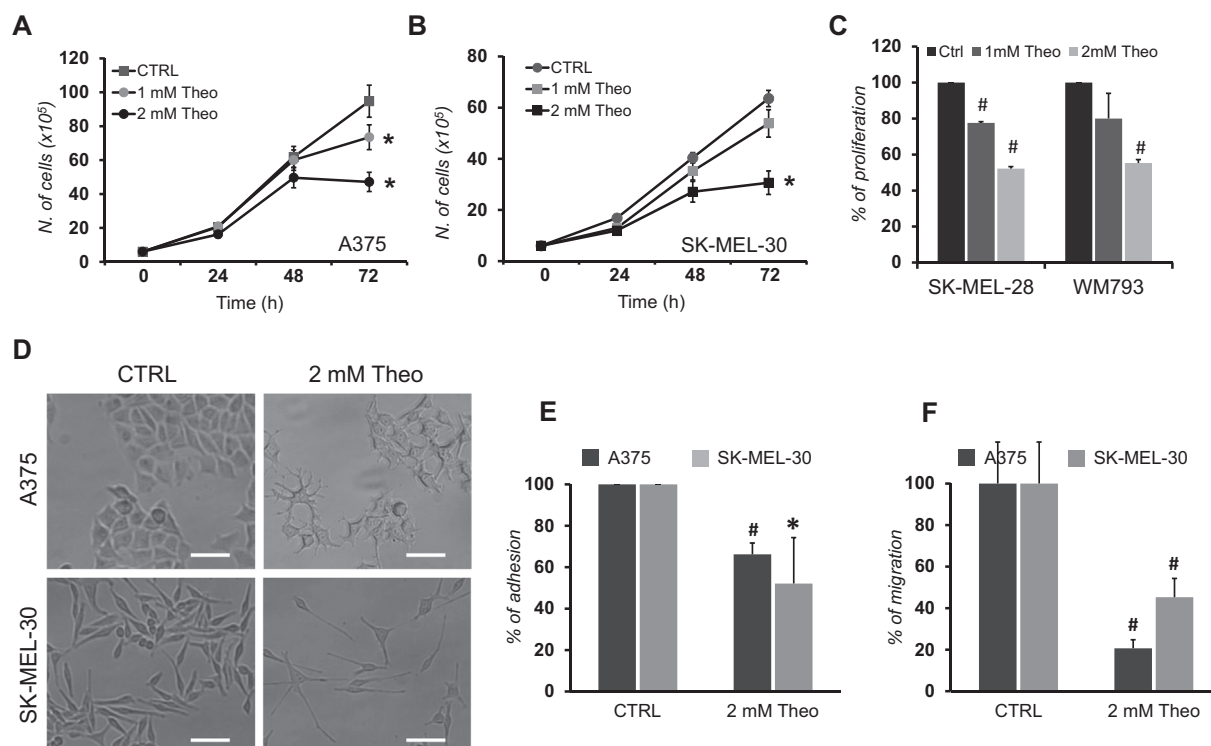 A
N. of cells (x10⁵)
120
100
80
60
40
20
0
CTRL
1 mM Theo
2 mM Theo
*
*
A375
0 24 48 72
Time (h)
B
N. of cells (x10⁵)
80
60
40
20
0
CTRL
1 mM Theo
2 mM Theo
*
SK-MEL-30
0 24 48 72
Time (h)
C
% of proliferation
120
100
80
60
40
20
0
Ctrl 1mM Theo 2mM Theo
#
#
#
SK-MEL-28 WM793
D
CTRL 2 mM Theo
A375
SK-MEL-30
E
A375 SK-MEL-30
% of adhesion
100
80
60
40
20
0
#
*
CTRL 2 mM Theo
F
A375 SK-MEL-30
% of migration
100
80
60
40
20
0
#
#
CTRL 2 mM Theo